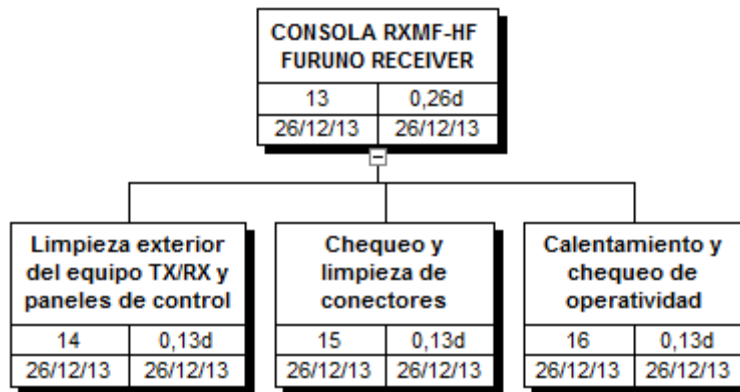 CONSOLA RXMF-HF
FURUNO RECEIVER
13 0,26d
26/12/13 26/12/13
Limpieza exterior
del equipo TX/RX y
paneles de control
14 0,13d
26/12/13 26/12/13
Chequeo y
limpieza de
conectores
15 0,13d
26/12/13 26/12/13
Calentamiento y
chequeo de
operatividad
16 0,13d
26/12/13 26/12/13